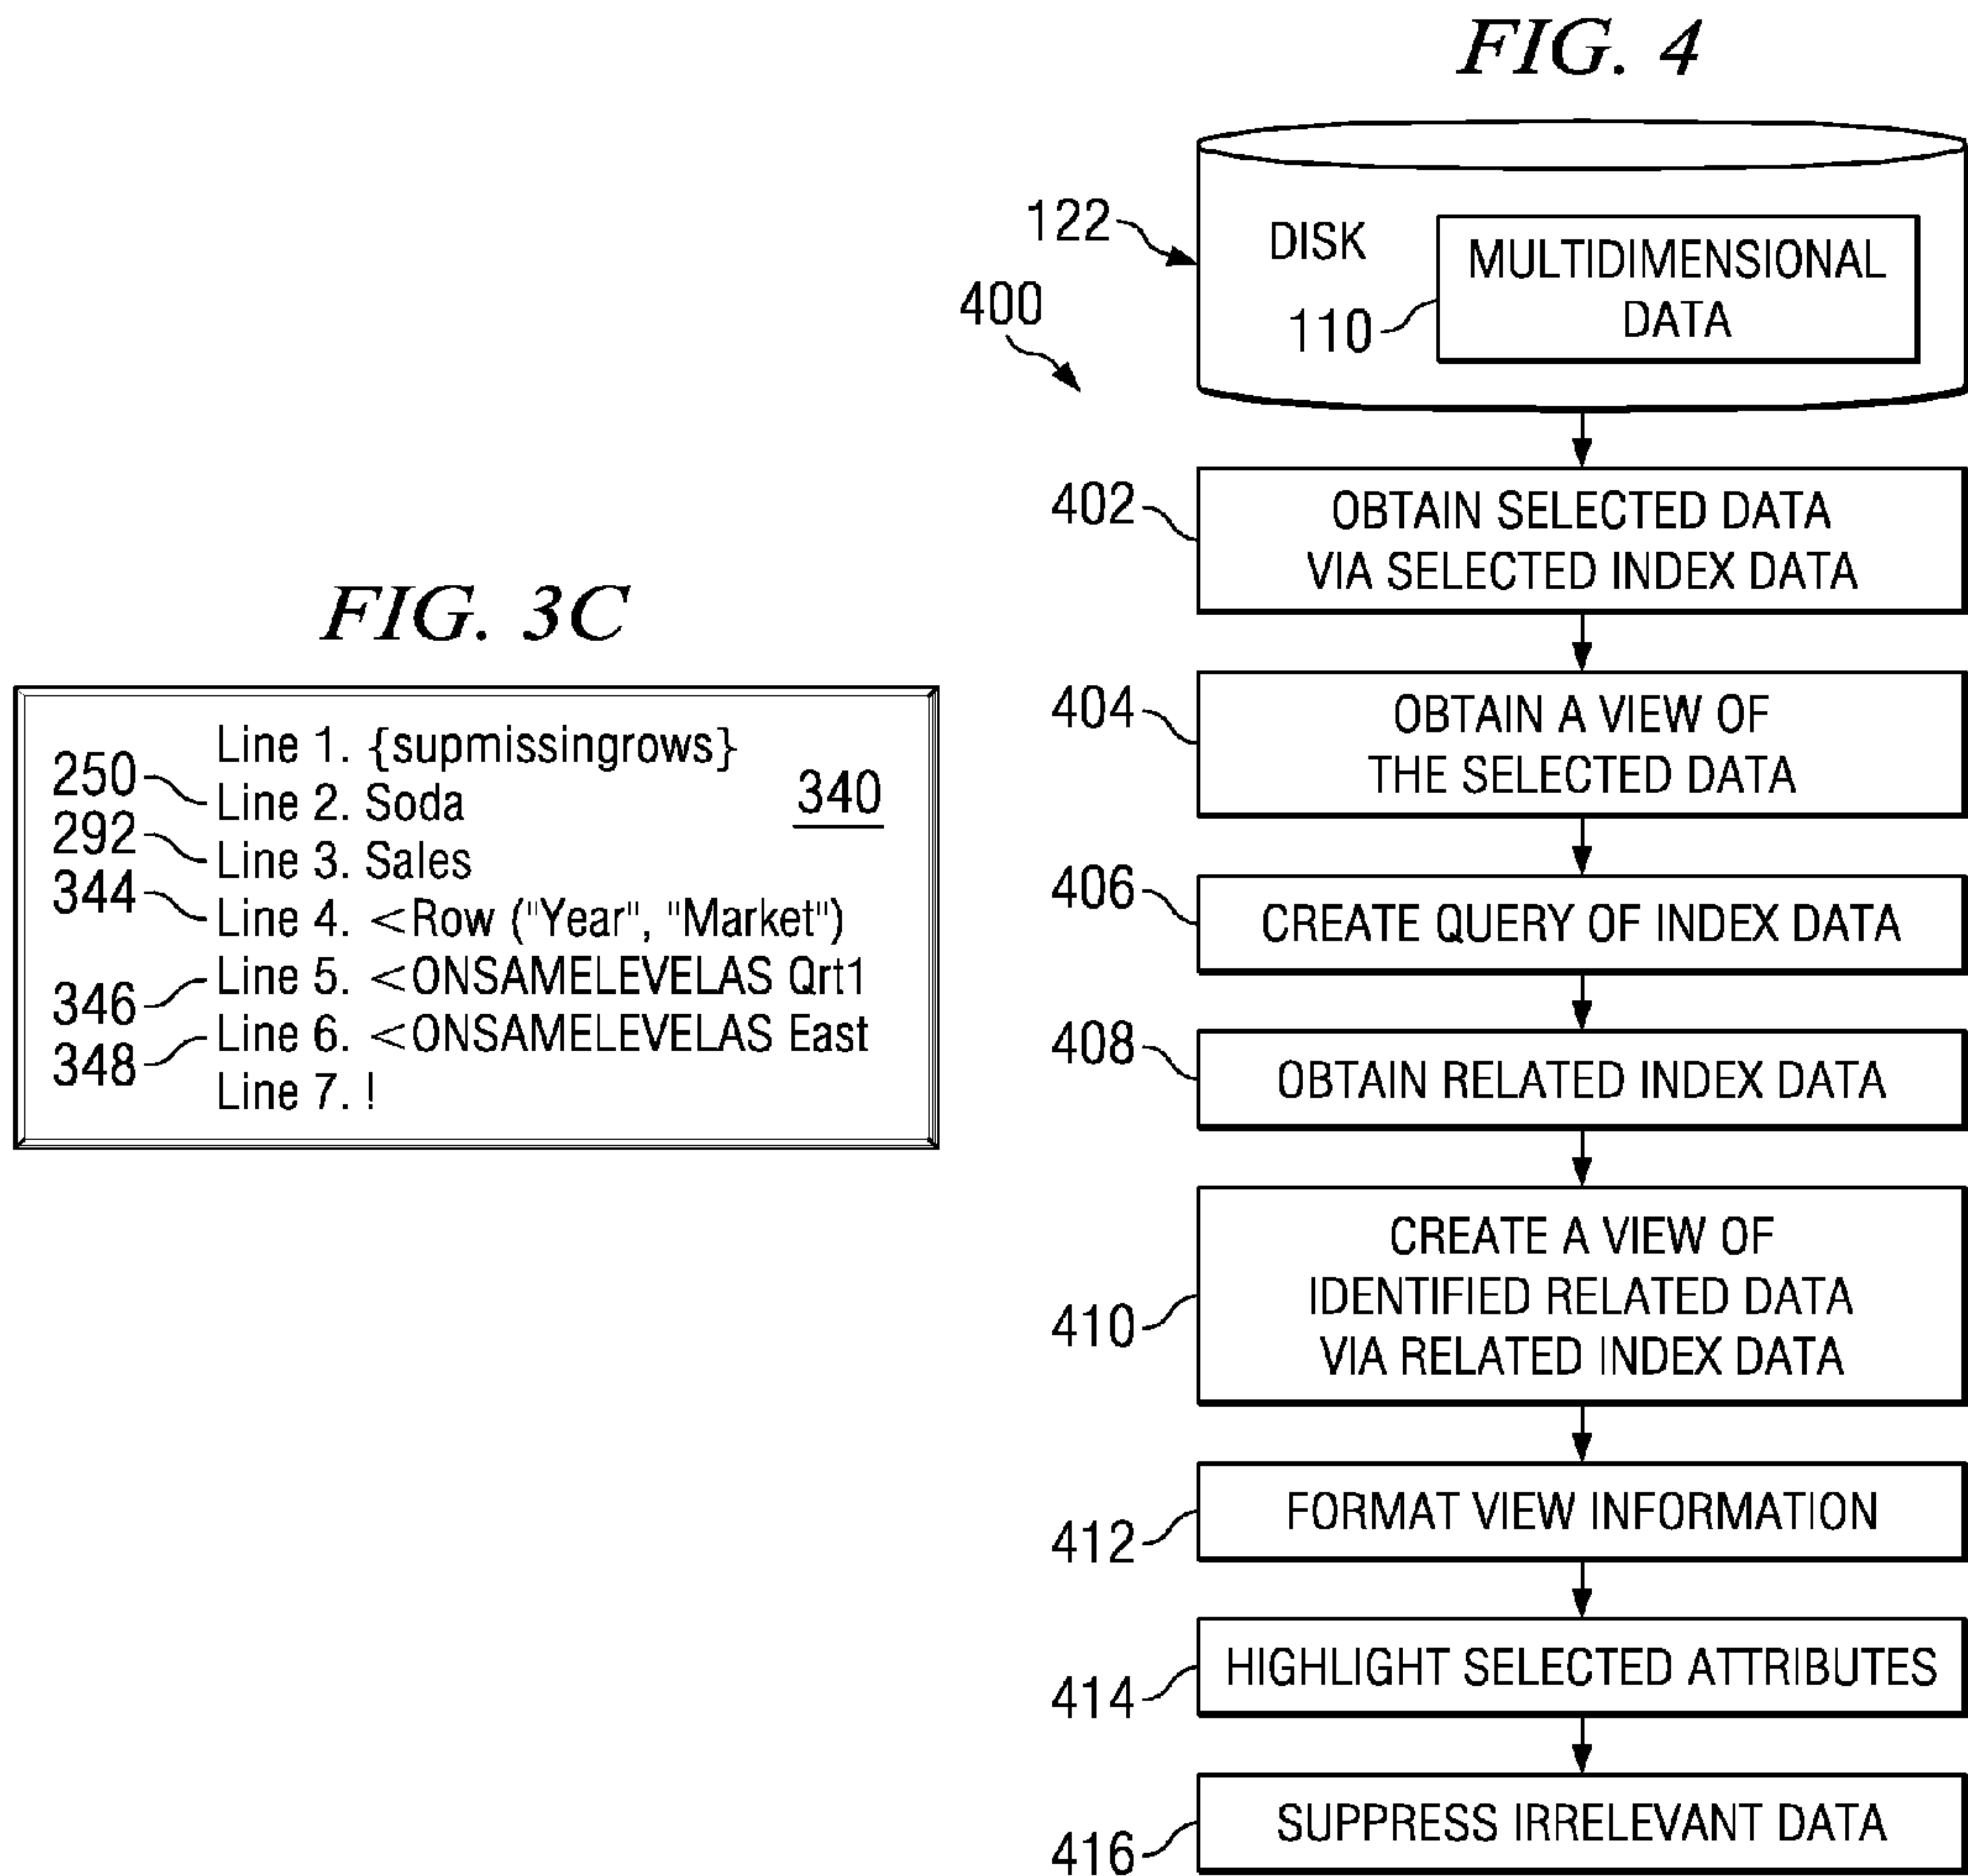 FIG. 4
122
DISK
110
MULTIDIMENSIONAL
DATA
400
402
OBTAIN SELECTED DATA
VIA SELECTED INDEX DATA
404
OBTAIN A VIEW OF
THE SELECTED DATA
406
CREATE QUERY OF INDEX DATA
408
OBTAIN RELATED INDEX DATA
410
CREATE A VIEW OF
IDENTIFIED RELATED DATA
VIA RELATED INDEX DATA
412
FORMAT VIEW INFORMATION
414
HIGHLIGHT SELECTED ATTRIBUTES
416
SUPPRESS IRRELEVANT DATA
FIG. 3C
340
Line 1. {supmissingrows}
250 Line 2. Soda
292 Line 3. Sales
344 Line 4. <Row ("Year", "Market")
346 Line 5. <ONSAMELEVELAS Qrt1
348 Line 6. <ONSAMELEVELAS East
Line 7. !